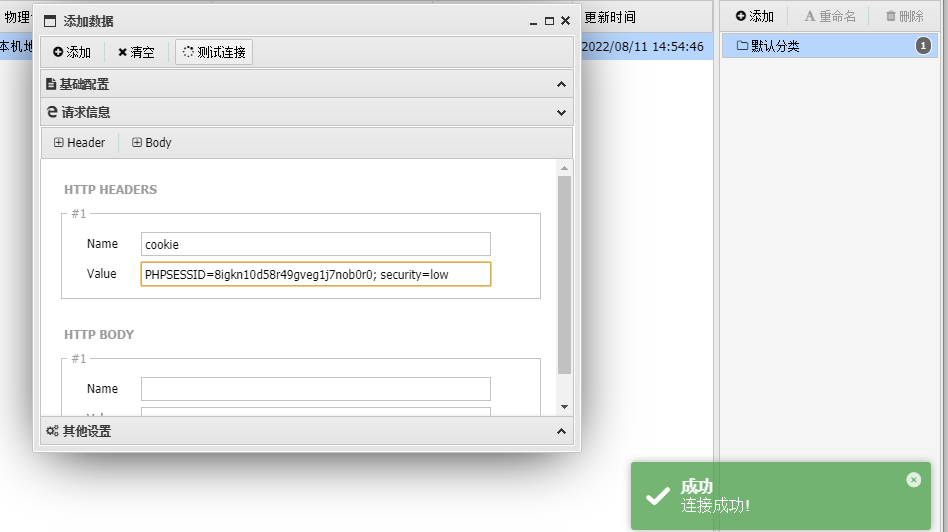 物理
更新时间
本机地
2022/08/11 14:54:46
添加数据
添加 清空 测试连接
基础配置
请求信息
Header Body
HTTP HEADERS
#1
Name cookie
Value PHPSESSID=8igkn10d58r49gveg1j7nob0r0; security=low
HTTP BODY
#1
Name
其他设置
添加 重命名 删除
默认分类 1
成功
连接成功!